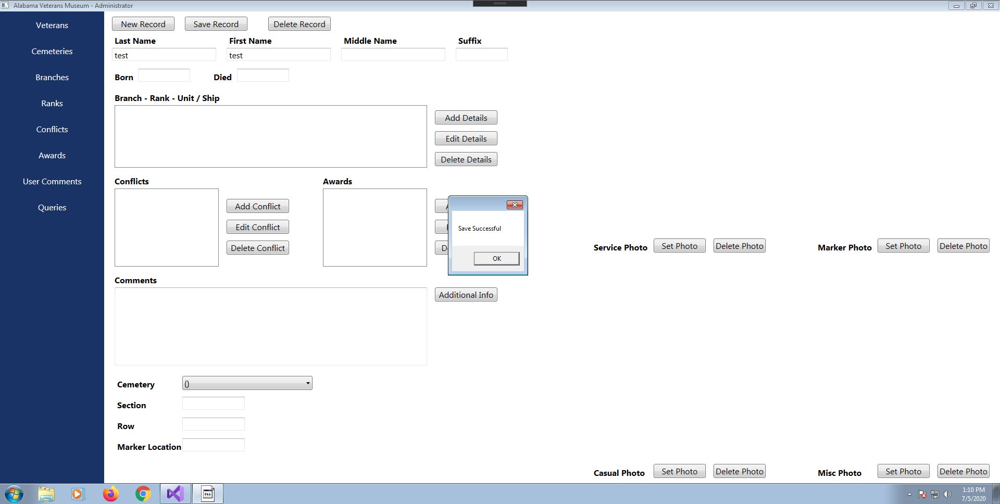 Alabama Veterans Museum - Administrator
Veterans
Cemeteries
Branches
Ranks
Conflicts
Awards
User Comments
Queries
New Record Save Record Delete Record
Last Name First Name Middle Name Suffix
test test
Born Died
Branch - Rank - Unit / Ship
Add Details
Edit Details
Delete Details
Conflicts Awards
Add Conflict
Edit Conflict
Delete Conflict
Save Successful
OK
Service Photo Set Photo Delete Photo Marker Photo Set Photo Delete Photo
Comments
Additional Info
Cemetery ()
Section
Row
Marker Location
Casual Photo Set Photo Delete Photo Misc Photo Set Photo Delete Photo
1:10 PM
7/5/2020